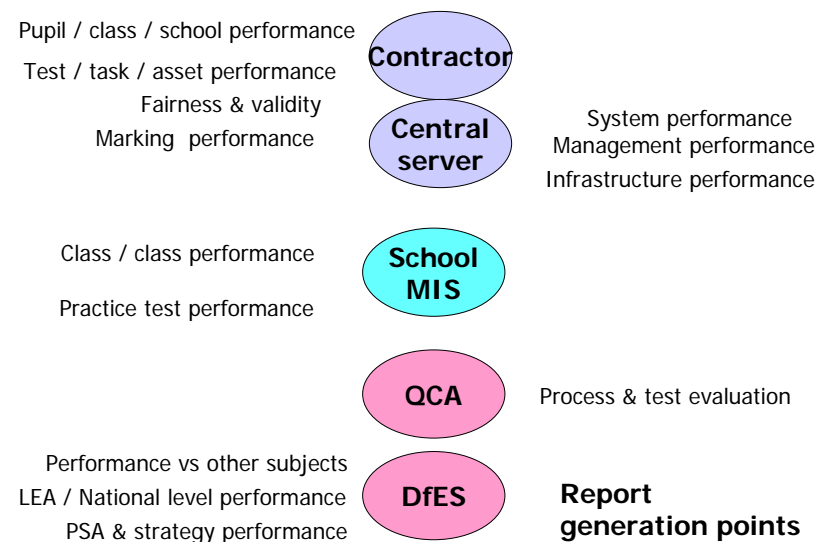 Pupil / class / school performance
Contractor
Test / task / asset performance
Fairness & validity
Marking performance
Central
server
System performance
Management performance
Infrastructure performance
Class / class performance
School
MIS
Practice test performance
QCA
Process & test evaluation
Performance vs other subjects
LEA / National level performance
DfES
PSA & strategy performance
Report
generation points